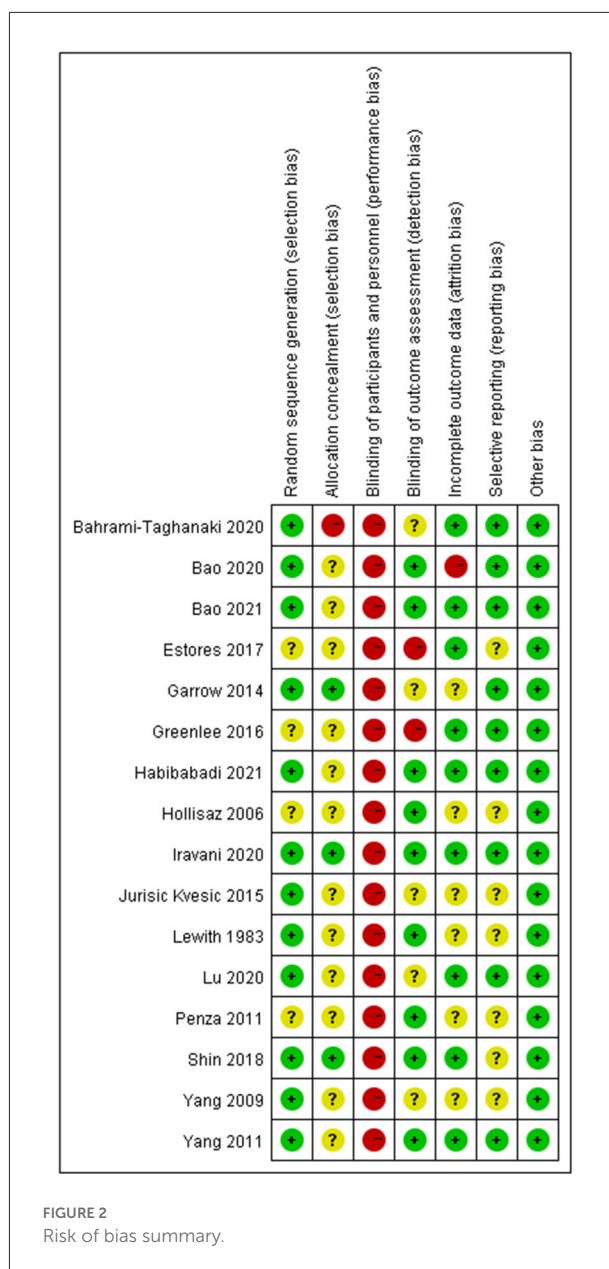 Random sequence generation (selection bias)
Allocation concealment (selection bias)
Blinding of participants and personnel (performance bias)
Blinding of outcome assessment (detection bias)
Incomplete outcome data (attrition bias)
Selective reporting (reporting bias)
Other bias
Bahrami-Taghanaki 2020 + - - ? + + +
Bao 2020 + ? - + - + +
Bao 2021 + ? - + + + +
Estores 2017 ? ? - - + ? +
Garrow 2014 + + - ? ? + +
Greenlee 2016 ? ? - - + + +
Habibabadi 2021 + ? - + + + +
Hollisaz 2006 ? ? - + ? ? +
Iravani 2020 + + - + + + +
Jurisic Kvesic 2015 + ? - ? ? ? +
Lewith 1983 + ? - + ? ? +
Lu 2020 + ? - ? + + +
Penza 2011 ? ? - + ? ? +
Shin 2018 + + - + + ? +
Yang 2009 + ? - ? ? ? +
Yang 2011 + ? - + + + +
FIGURE 2
Risk of bias summary.